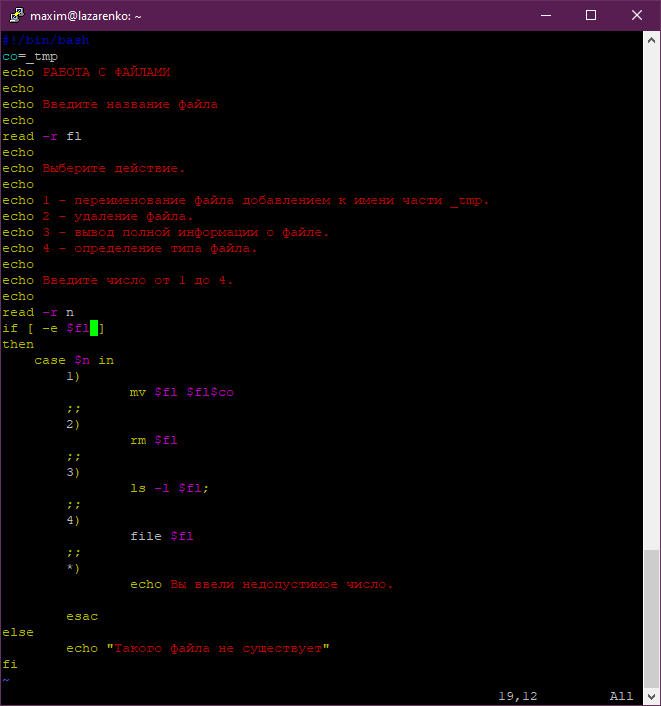 maxim@lazarenko: ~
#!/bin/bash
co=_tmp
echo РАБОТА С ФАЙЛАМИ
echo
echo Введите название файла
echo
read -r fl
echo
echo Выберите действие.
echo
echo 1 - переименование файла добавлением к имени части _tmp.
echo 2 - удаление файла.
echo 3 - вывод полной информации о файле.
echo 4 - определение типа файла.
echo
echo Введите число от 1 до 4.
echo
read -r n
if [ -e $fl ]
then
    case $n in
        1)
                mv $fl $fl$co
        ;;
        2)
                rm $fl
        ;;
        3)
                ls -l $fl;
        ;;
        4)
                file $fl
        ;;
        *)
                echo Вы ввели недопустимое число.
        esac
else
        echo "Такого файла не существует"
fi
~
19,12 All